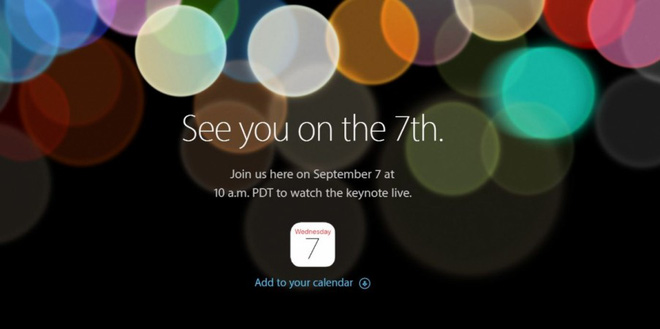 See you on the 7th.
Join us here on September 7 at
10 a.m. PDT to watch the keynote live.
Wednesday
7
Add to your calendar